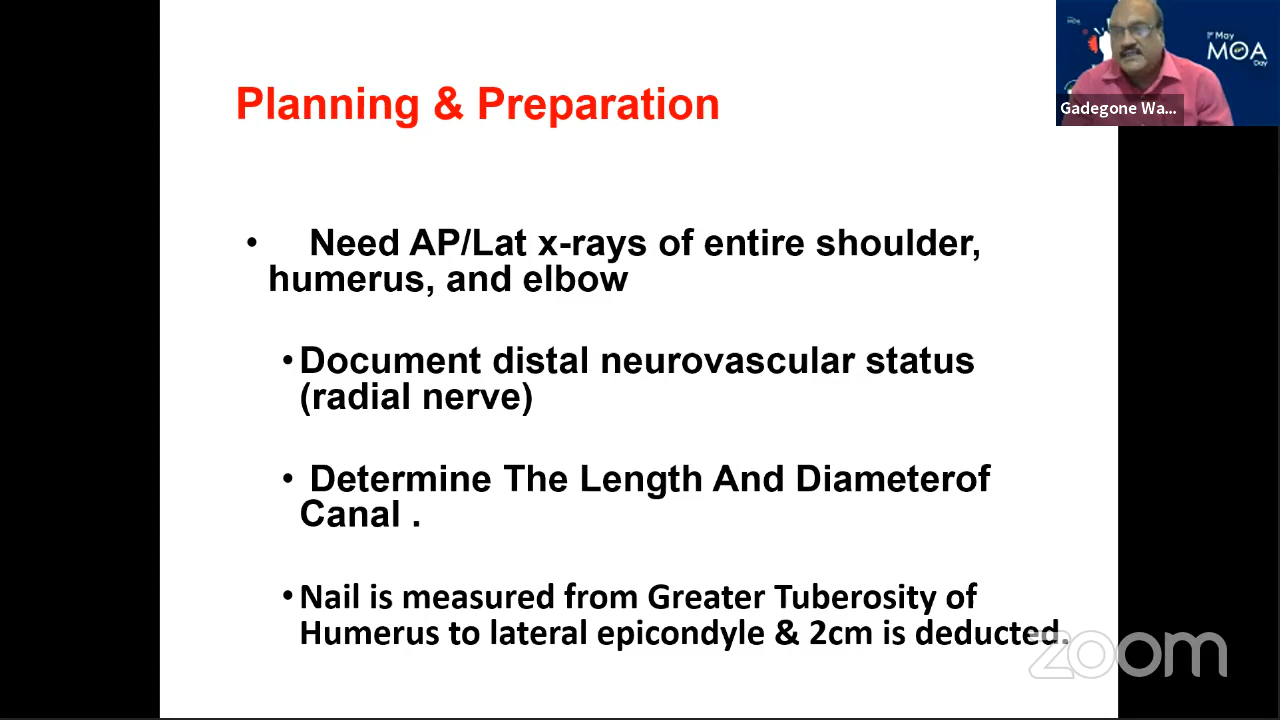 Planning & Preparation
• Need AP/Lat x-rays of entire shoulder,
humerus, and elbow
• Document distal neurovascular status
(radial nerve)
• Determine The Length And Diameterof
Canal .
• Nail is measured from Greater Tuberosity of
Humerus to lateral epicondyle & 2cm is deducted.
1st May
MOA
Day
Gadegone Wa...
zoom